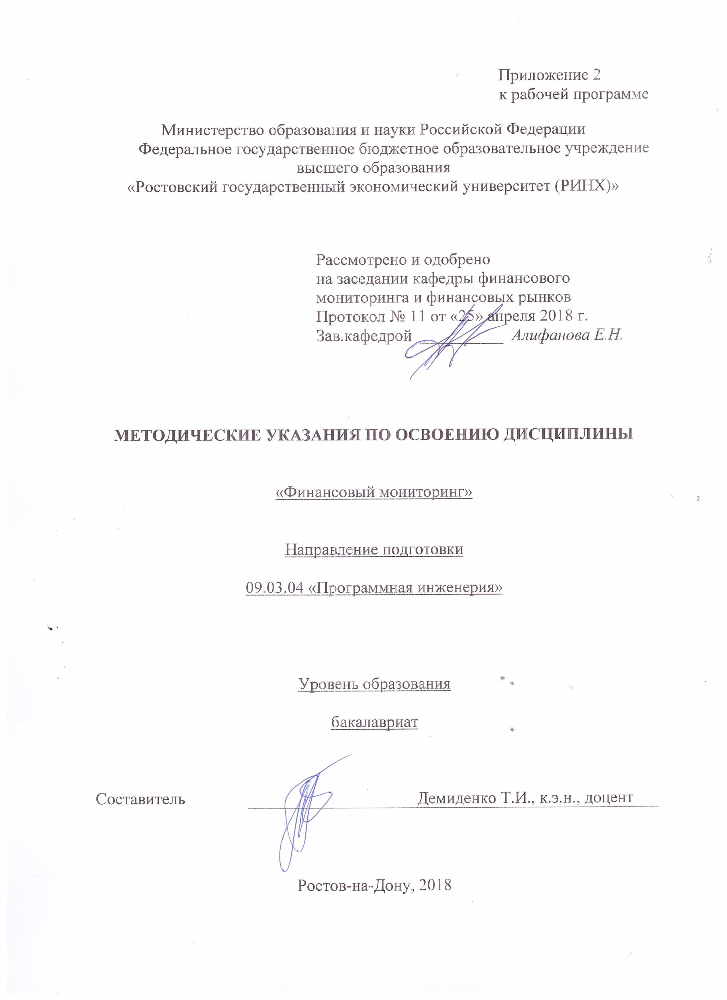 Приложение 2
к рабочей программе
Министерство образования и науки Российской Федерации
Федеральное государственное бюджетное образовательное учреждение
высшего образования
«Ростовский государственный экономический университет (РИНХ)»
Рассмотрено и одобрено
на заседании кафедры финансового
мониторинга и финансовых рынков
Протокол № 11 от «25» апреля 2018 г.
Зав.кафедрой __________ Алифанова Е.Н.
МЕТОДИЧЕСКИЕ УКАЗАНИЯ ПО ОСВОЕНИЮ ДИСЦИПЛИНЫ
«Финансовый мониторинг»
Направление подготовки
09.03.04 «Программная инженерия»
Уровень образования
бакалавриат
Составитель Демиденко Т.И., к.э.н., доцент
Ростов-на-Дону, 2018